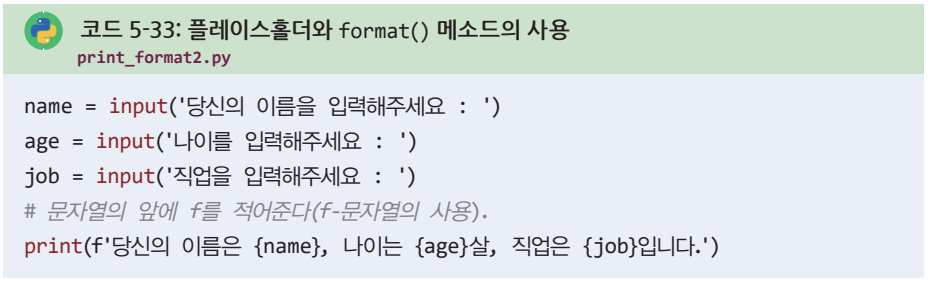 코드 5-33: 플레이스홀더와 format() 메소드의 사용
print_format2.py
name = input('당신의 이름을 입력해주세요 : ')
age = input('나이를 입력해주세요 : ')
job = input('직업을 입력해주세요 : ')
# 문자열의 앞에 f를 적어준다(f-문자열의 사용).
print(f'당신의 이름은 {name}, 나이는 {age}살, 직업은 {job}입니다.')